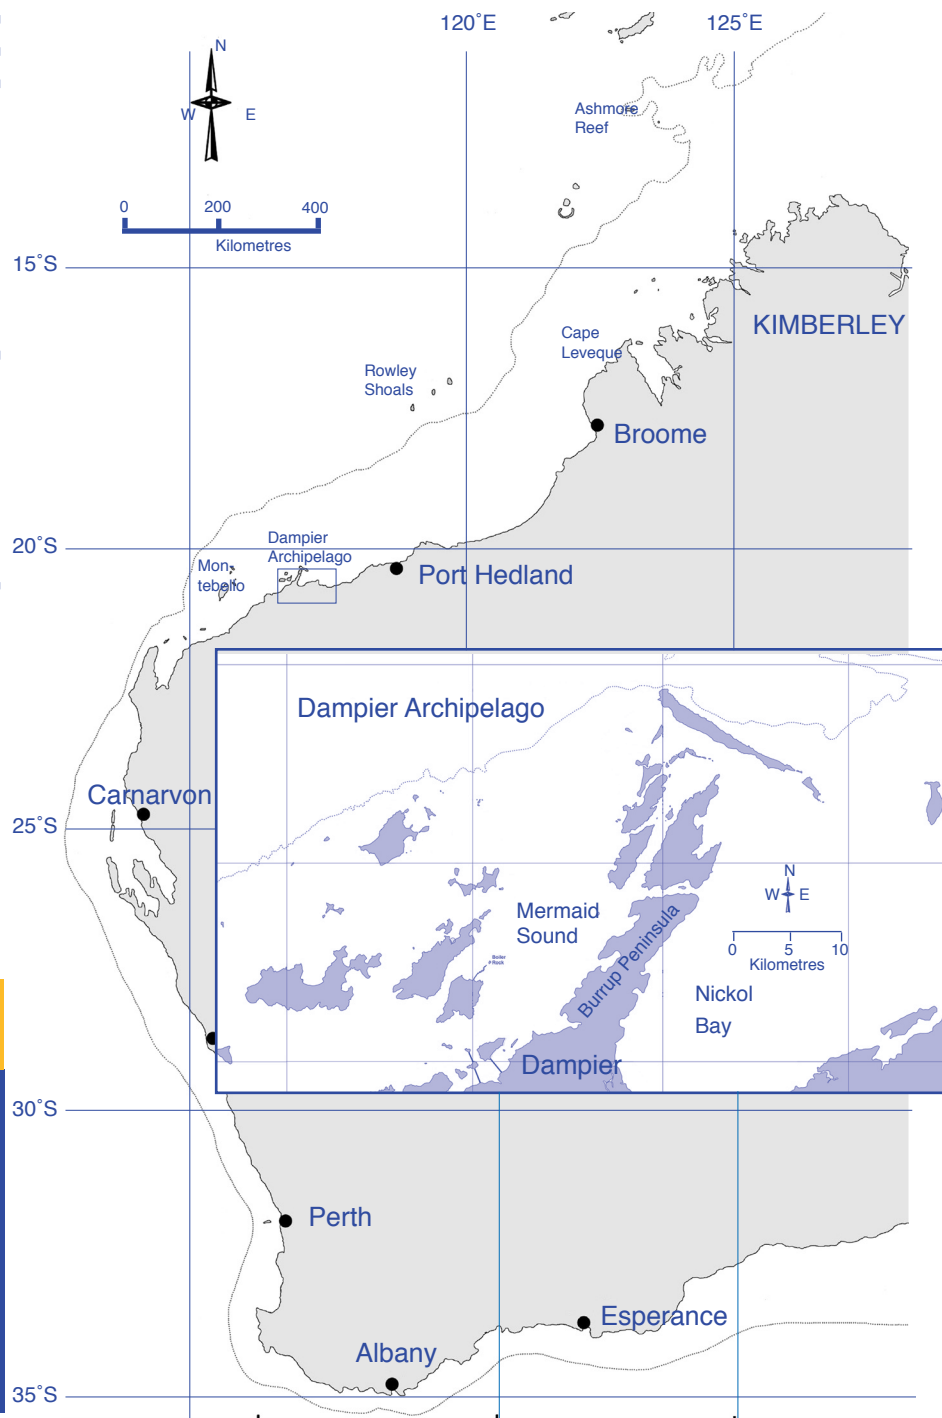 120˚E
125˚E
N
W
E
Ashmore
Reef
0
200
400
Kilometres
15˚S
KIMBERLEY
Cape
Leveque
Rowley
Shoals
Broome
20˚S
Dampier
Archipelago
Mon-
tebello
Port Hedland
Dampier Archipelago
Carnarvon
25˚S
N
W
E
Mermaid
Sound
Burrup Peninsula
0
5
10
Kilometres
Boiler
Rock
Nickol
Bay
Dampier
30˚S
Perth
Esperance
Albany
35˚S